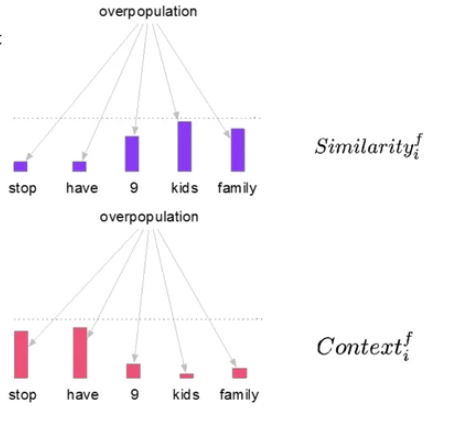 overpopulation
Similarity_i^f
stop have 9 kids family
overpopulation
Context_i^f
stop have 9 kids family